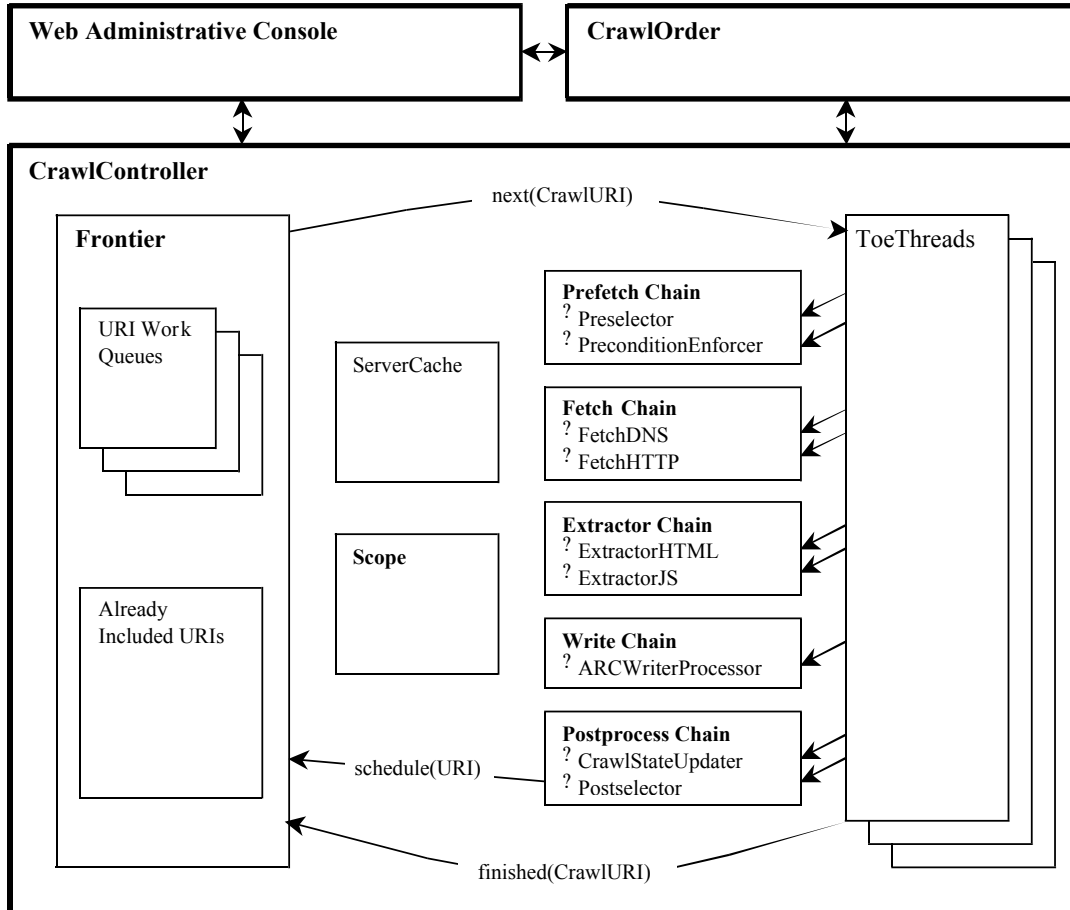 Web Administrative Console
CrawlOrder
CrawlController
next(CrawlURI)
Frontier
ToeThreads
URI Work
Queues
ServerCache
Prefetch Chain
? Preselector
? PreconditionEnforcer
Fetch Chain
? FetchDNS
? FetchHTTP
Scope
Extractor Chain
? ExtractorHTML
? ExtractorJS
Already
Included URIs
Write Chain
? ARCWriterProcessor
Postprocess Chain
? CrawlStateUpdater
? Postselector
schedule(URI)
finished(CrawlURI)